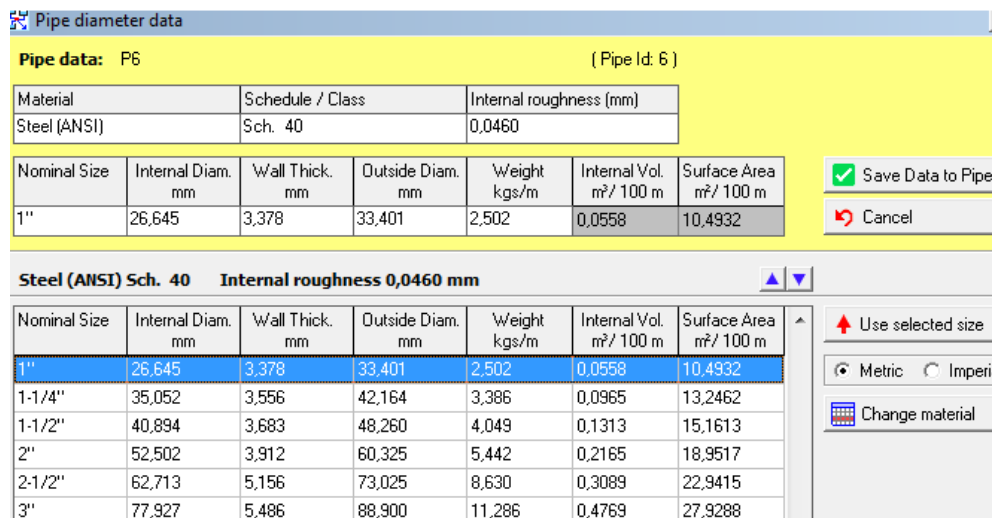 Pipe diameter data
Pipe data: P6 ( Pipe Id: 6 )
Material Schedule / Class Internal roughness (mm)
Steel (ANSI) Sch. 40 0,0460
Nominal Size Internal Diam. mm Wall Thick. mm Outside Diam. mm Weight kgs/m Internal Vol. m³/ 100 m Surface Area m²/ 100 m
1'' 26,645 3,378 33,401 2,502 0,0558 10,4932
Save Data to Pipe
Cancel
Steel (ANSI) Sch. 40 Internal roughness 0,0460 mm
Nominal Size Internal Diam. mm Wall Thick. mm Outside Diam. mm Weight kgs/m Internal Vol. m³/ 100 m Surface Area m²/ 100 m
1'' 26,645 3,378 33,401 2,502 0,0558 10,4932
1-1/4'' 35,052 3,556 42,164 3,386 0,0965 13,2462
1-1/2'' 40,894 3,683 48,260 4,049 0,1313 15,1613
2'' 52,502 3,912 60,325 5,442 0,2165 18,9517
2-1/2'' 62,713 5,156 73,025 8,630 0,3089 22,9415
3'' 77,927 5,486 88,900 11,286 0,4769 27,9288
Use selected size
Metric Imperi
Change material